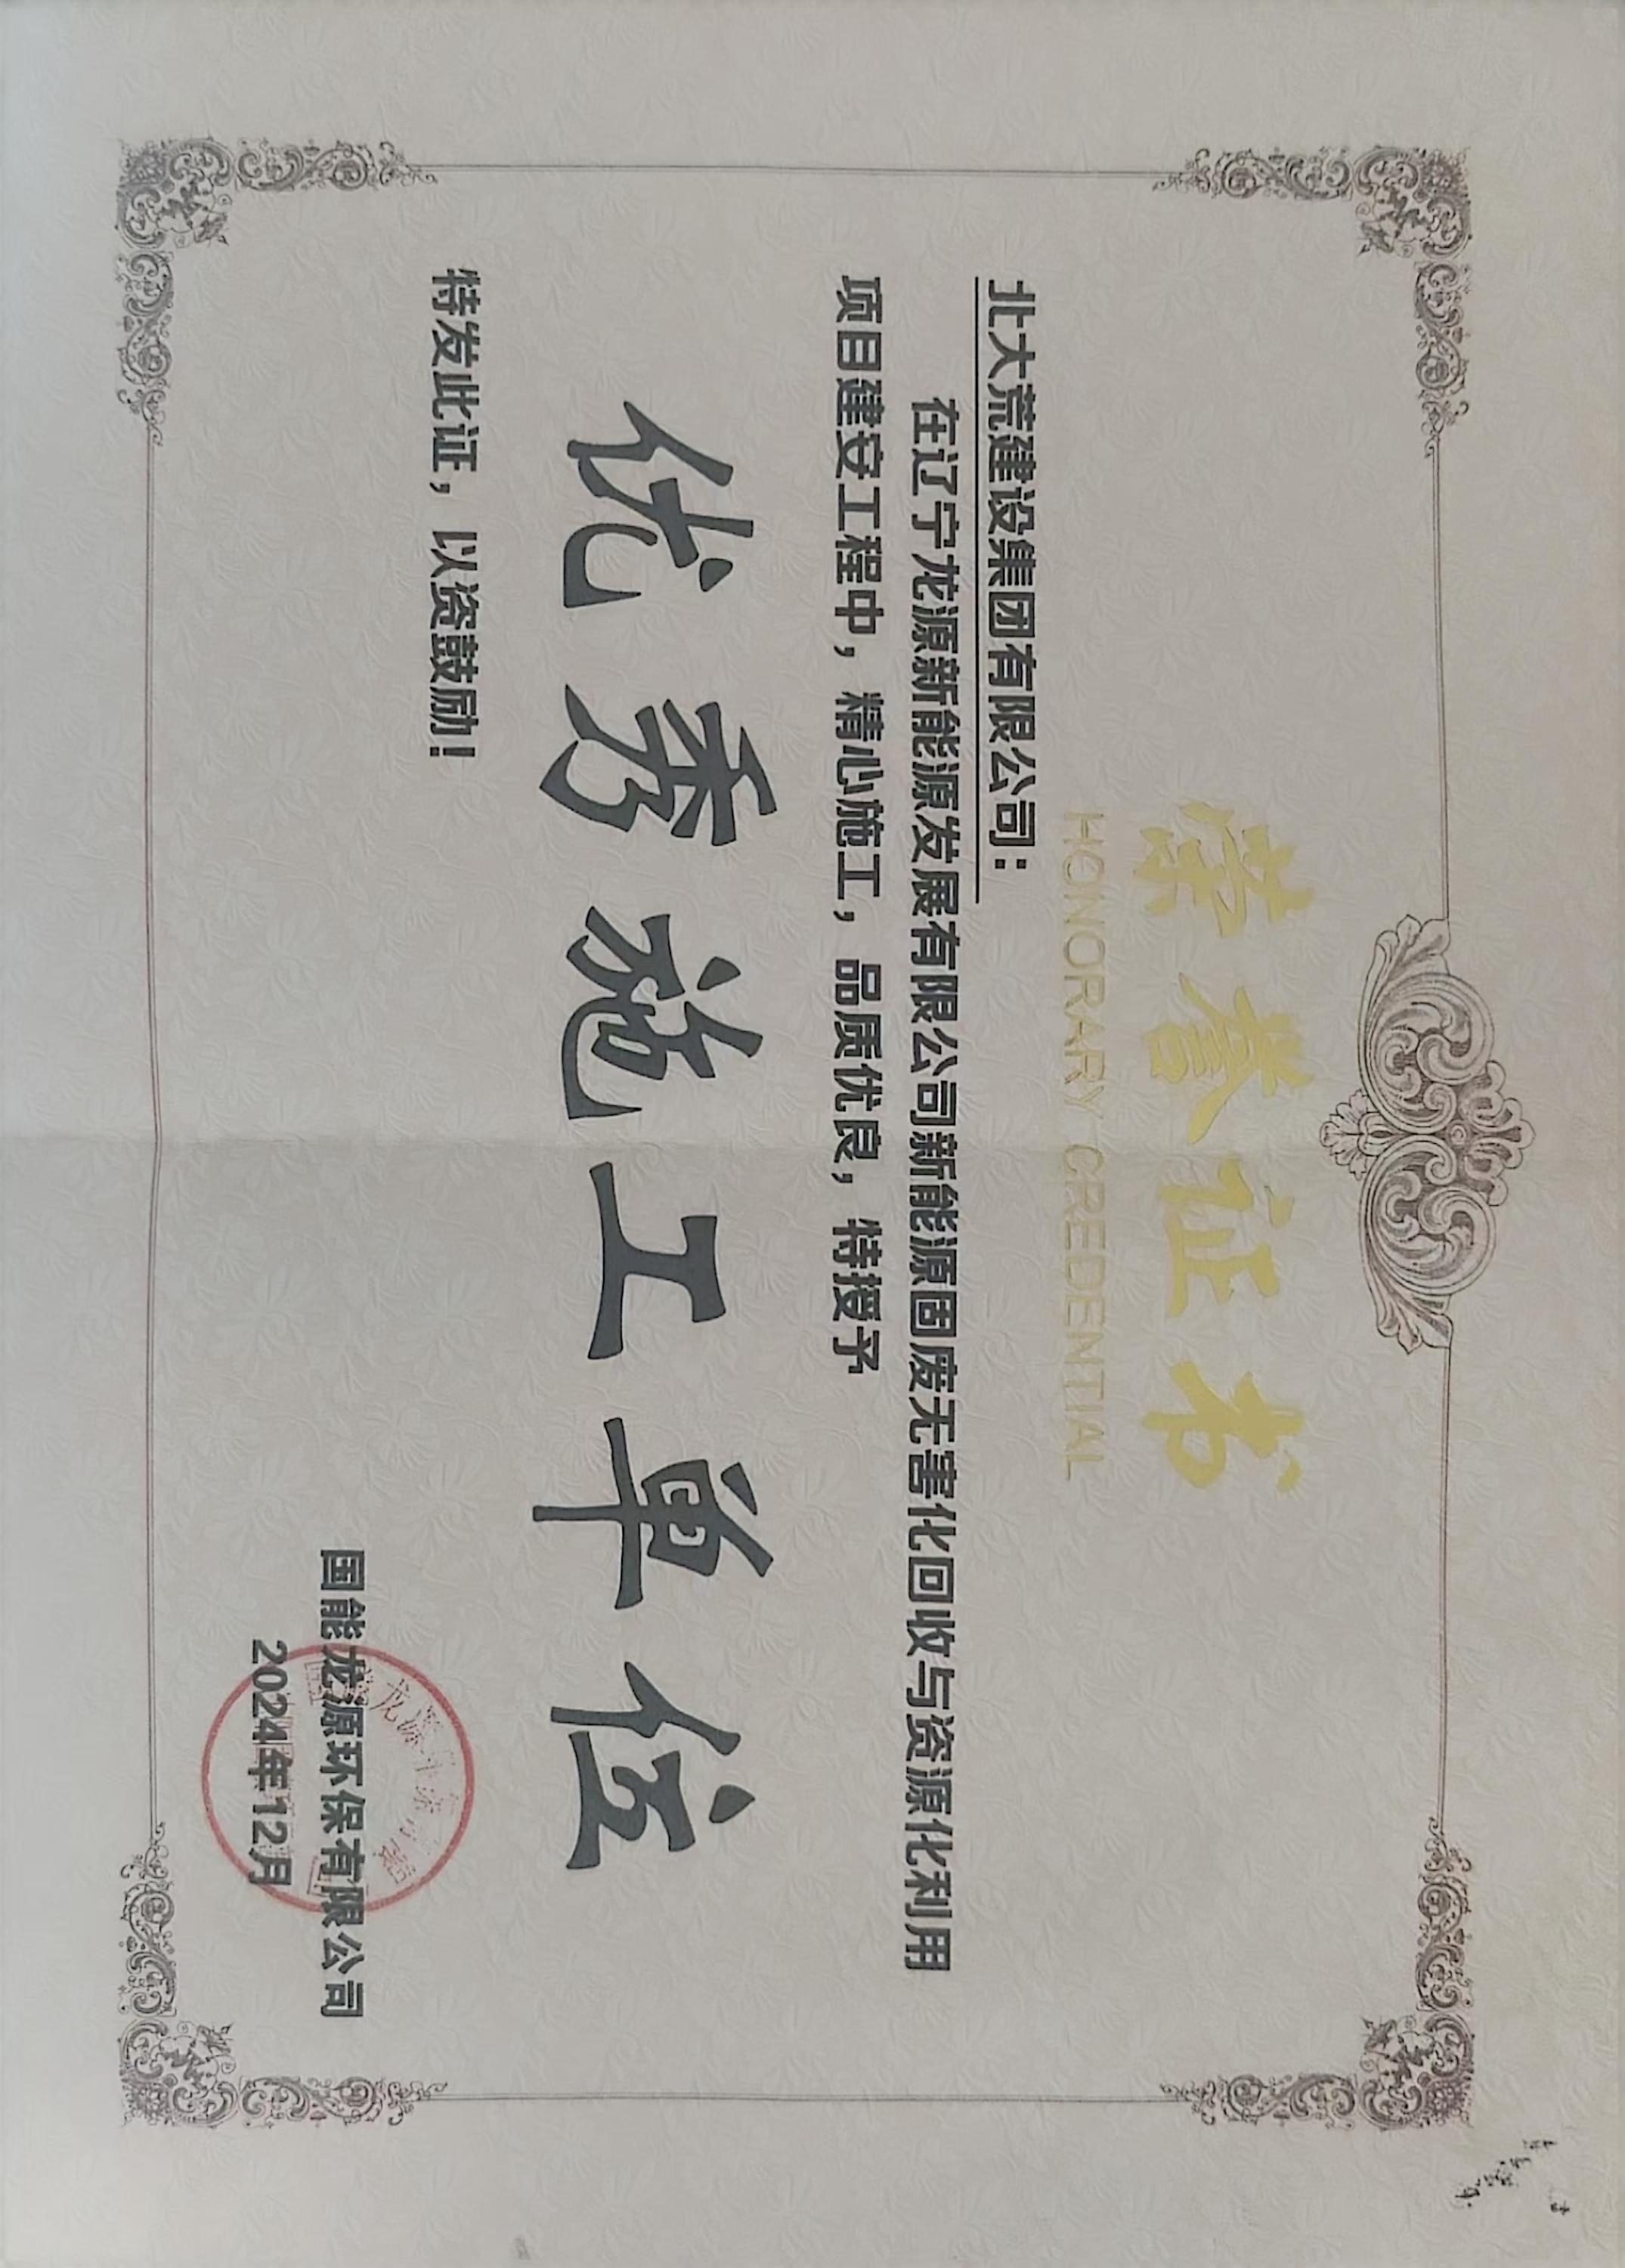 荣誉证书
HONORARY CREDENTIAL
北大荒建设集团有限公司：
在辽宁龙源新能源发展有限公司新能源固废无害化回收与资源化利用
项目建安工程中，精心施工，品质优良，特授予
优秀施工单位
特发此证，以资鼓励！
国能龙源环保有限公司
2024年12月